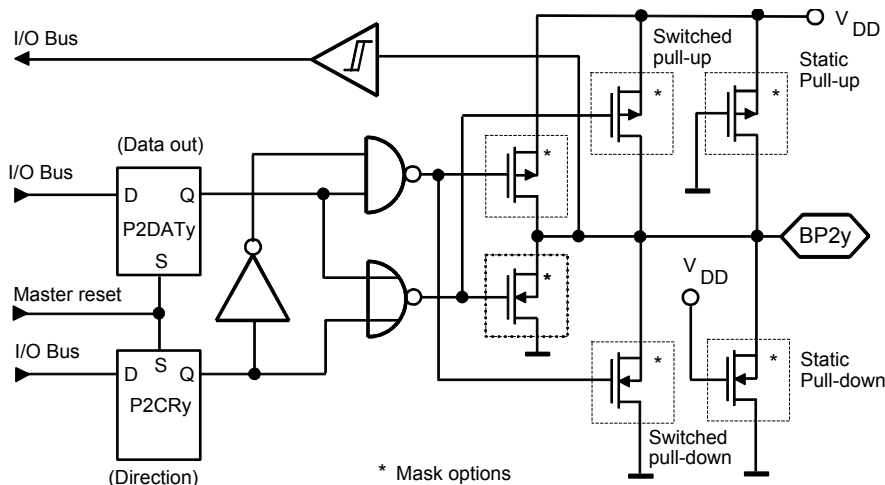 I/O Bus
Switched
pull-up
V DD
Static
Pull-up
*
*
*
(Data out)
I/O Bus
D
Q
P2DATy
S
BP2y
*
V DD
Master reset
I/O Bus
S
D
Q
P2CRy
*
*
Static
Pull-down
Switched
pull-down
(Direction)
* Mask options